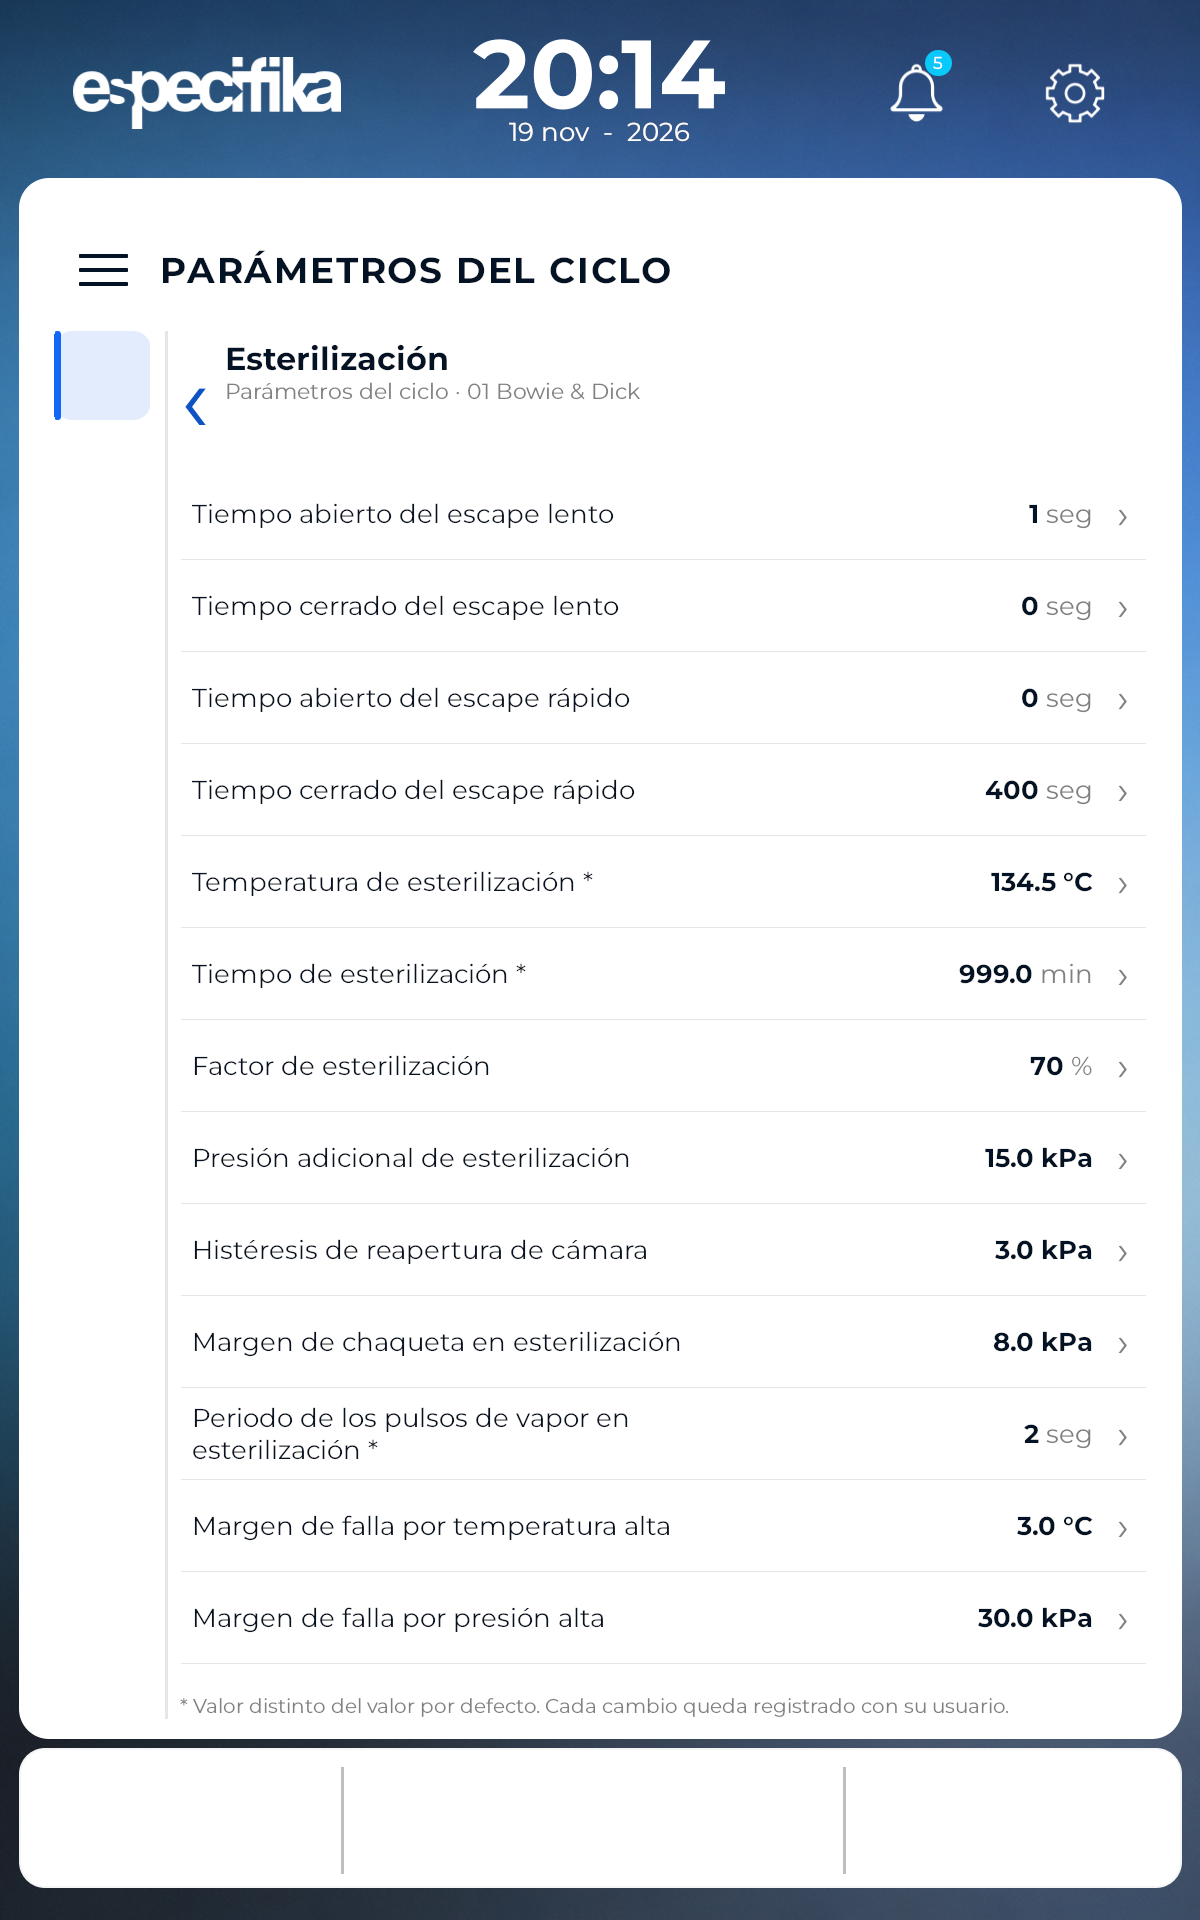 especifika
20:14
19 nov - 2026
5
PARÁMETROS DEL CICLO
Esterilización
Parámetros del ciclo · 01 Bowie & Dick
Tiempo abierto del escape lento 1 seg
Tiempo cerrado del escape lento 0 seg
Tiempo abierto del escape rápido 0 seg
Tiempo cerrado del escape rápido 400 seg
Temperatura de esterilización * 134.5 °C
Tiempo de esterilización * 999.0 min
Factor de esterilización 70 %
Presión adicional de esterilización 15.0 kPa
Histéresis de reapertura de cámara 3.0 kPa
Margen de chaqueta en esterilización 8.0 kPa
Periodo de los pulsos de vapor en
esterilización * 2 seg
Margen de falla por temperatura alta 3.0 °C
Margen de falla por presión alta 30.0 kPa
* Valor distinto del valor por defecto. Cada cambio queda registrado con su usuario.